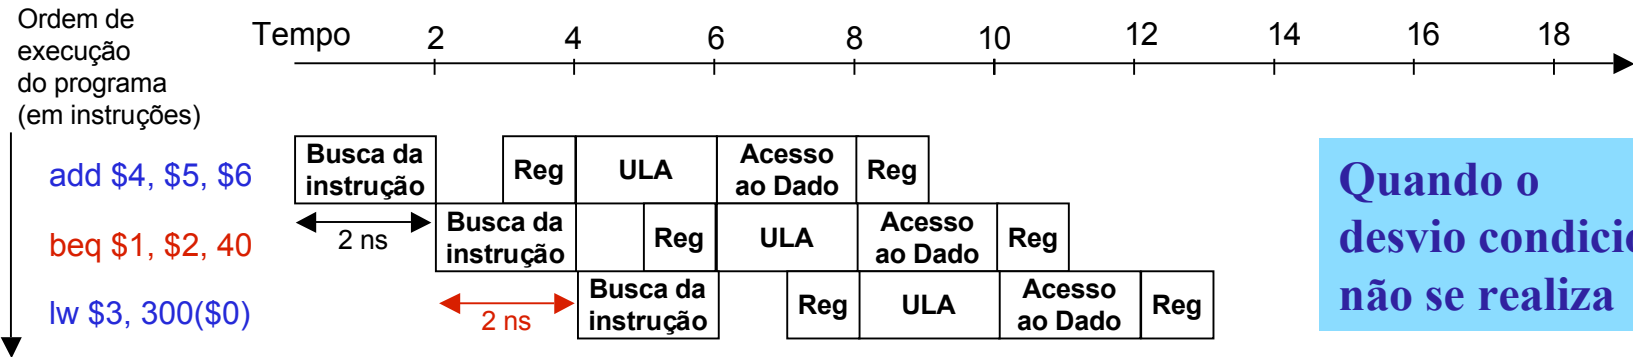 Ordem de
execução
do programa
(em instruções)
Tempo 2 4 6 8 10 12 14 16 18
add $4, $5, $6
Busca da
instrução
Reg
ULA
Acesso
ao Dado
Reg
2 ns
beq $1, $2, 40
Busca da
instrução
Reg
ULA
Acesso
ao Dado
Reg
2 ns
lw $3, 300($0)
Busca da
instrução
Reg
ULA
Acesso
ao Dado
Reg
Quando o
desvio
não se realiza